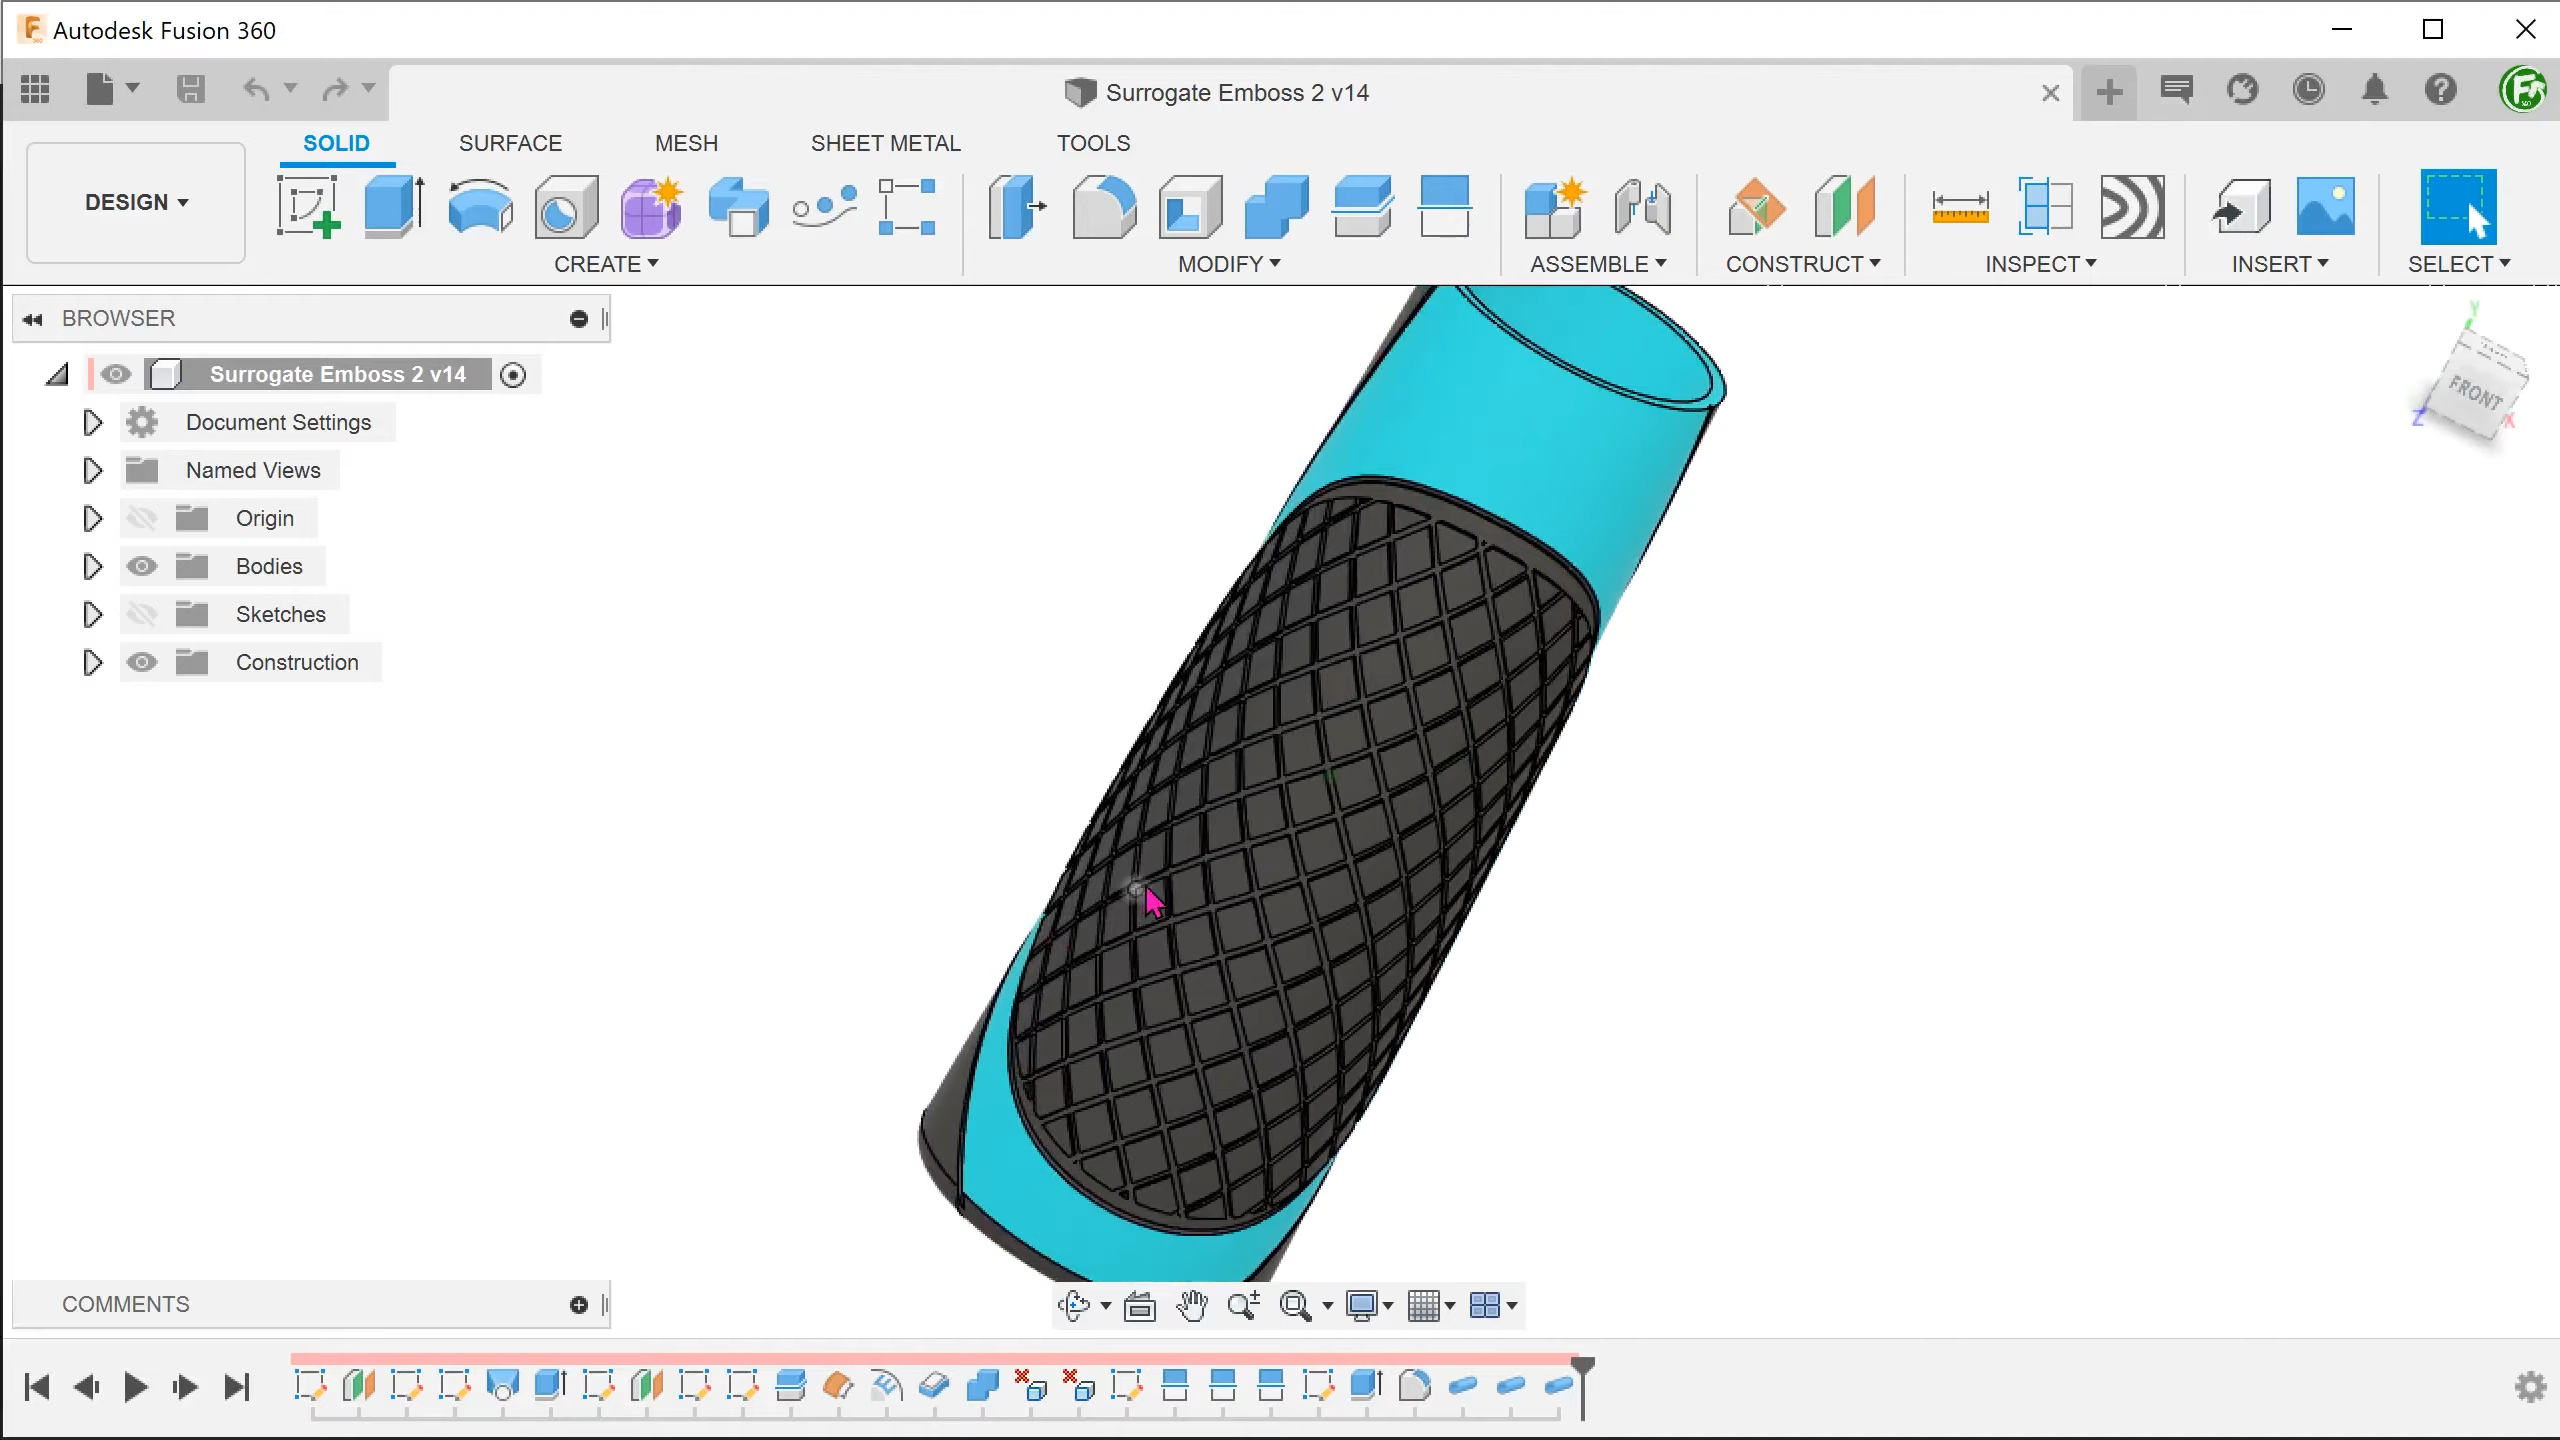 Autodesk Fusion 360
Surrogate Emboss 2 v14
SOLID SURFACE MESH SHEET METAL TOOLS
DESIGN
CREATE MODIFY ASSEMBLE CONSTRUCT INSPECT INSERT SELECT
BROWSER
Surrogate Emboss 2 v14
Document Settings
Named Views
Origin
Bodies
Sketches
Construction
Y
FRONT
Z X
COMMENTS